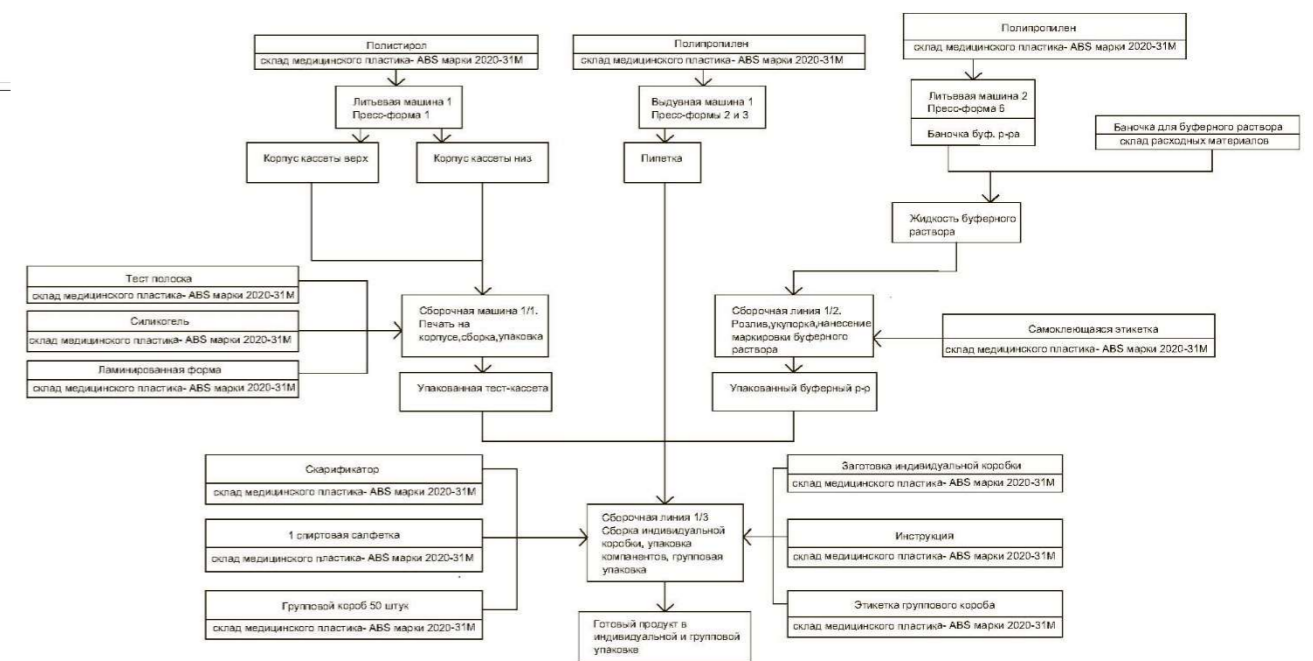 Полистирол
склад медицинского пластика- ABS марки 2020-31М
Полипропилен
склад медицинского пластика- ABS марки 2020-31М
Полипропилен
склад медицинского пластика- ABS марки 2020-31М
Литьевая машина 1
Пресс-форма 1
Выдувная машина 1
Пресс-формы 2 и 3
Литьевая машина 2
Пресс-форма 6
Баночка буф. р-ра
Баночка для буферного раствора
склад расходных материалов
Корпус кассеты верх
Корпус кассеты низ
Пипетка
Жидкость буферного
раствора
Тест полоска
склад медицинского пластика- ABS марки 2020-31М
Силикогель
склад медицинского пластика- ABS марки 2020-31М
Ламинированная форма
склад медицинского пластика- ABS марки 2020-31М
Сборочная машина 1/1.
Печать на
корпусе,сборка,упаковка
Сборочная линия 1/2.
Розлив,укупорка,нанесение
маркировки буферного
раствора
Самоклеющаяся этикетка
склад медицинского пластика- ABS марки 2020-31М
Упакованная тест-кассета
Упакованный буферный р-р
Скарификатор
склад медицинского пластика- ABS марки 2020-31М
1 спиртовая салфетка
склад медицинского пластика- ABS марки 2020-31М
Групповой короб 50 штук
склад медицинского пластика- ABS марки 2020-31М
Сборочная линия 1/3
Сборка индивидуальной
коробки, упаковка
компанентов, групповая
упаковка
Заготовка индивидуальной коробки
склад медицинского пластика- ABS марки 2020-31М
Инструкция
склад медицинского пластика- ABS марки 2020-31М
Этикетка группового короба
склад медицинского пластика- ABS марки 2020-31М
Готовый продукт в
индивидуальной и групповой
упаковке